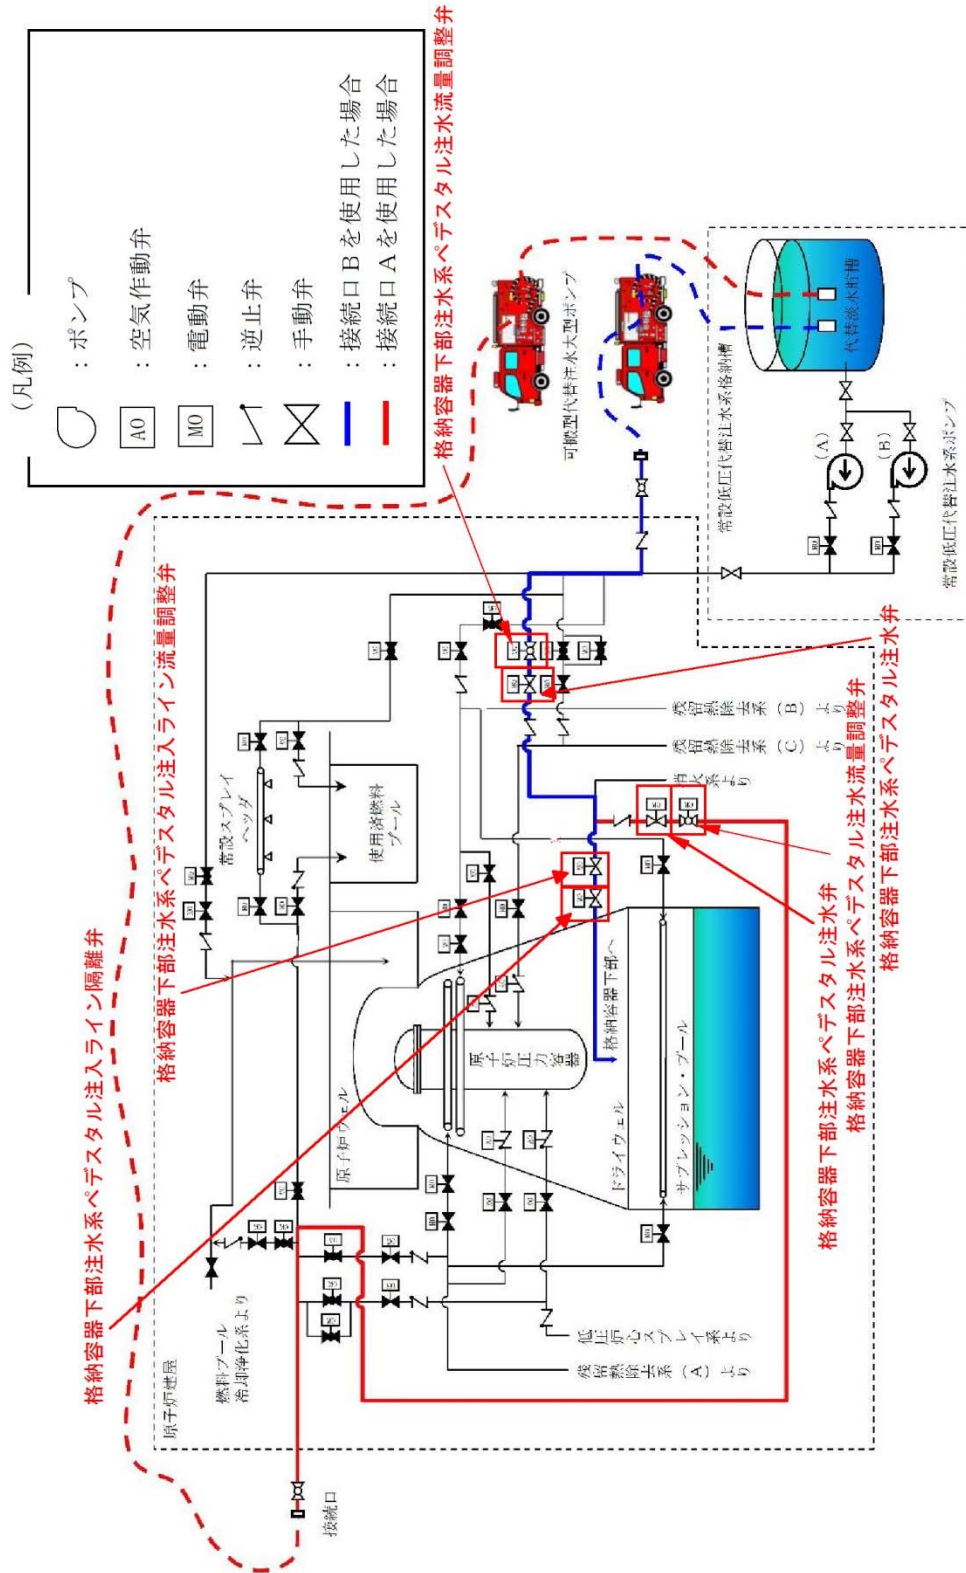 (凡例)
：ポンプ
AO
：空気作動弁
MO
：電動弁
：逆止弁
：手動弁
：接続口Bを使用した場合
：接続口Aを使用した場合
格納容器下部注水系ペデスタル注入ライン隔離弁
格納容器下部注水系ペデスタル注入ライン流量調整弁
格納容器下部注水系ペデスタル注水流量調整弁
原子炉建屋
燃料プール
冷却浄化系より
接続口
常設スプレイ
ヘッダ
使用済燃料
プール
原子炉ウェル
原子炉圧力容器
格納容器下部へ
ドライウェル
サプレッション・プール
低圧炉心スプレイ系より
残留熱除去系(A)より
残留熱除去系(B)より
残留熱除去系(C)より
消火系より
可搬型代替注水大型ポンプ
常設低圧代替注水系格納槽
代替淡水貯槽
(A)
(B)
常設低圧代替注水系ポンプ
格納容器下部注水系ペデスタル注水弁
格納容器下部注水系ペデスタル注水流量調整弁
格納容器下部注水系ペデスタル注水弁